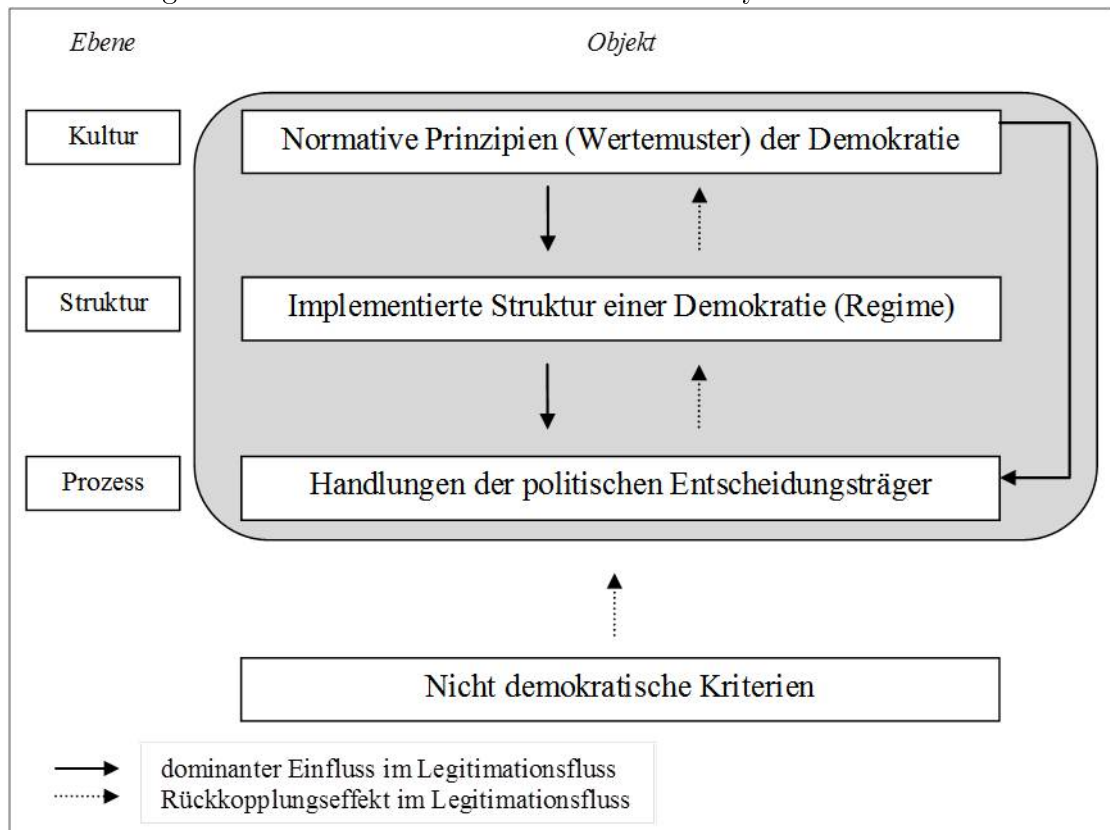 Ebene Objekt
Kultur Normative Prinzipien (Wertemuster) der Demokratie
Struktur Implementierte Struktur einer Demokratie (Regime)
Prozess Handlungen der politischen Entscheidungsträger
Nicht demokratische Kriterien
dominanter Einfluss im Legitimationsfluss
Rückkopplungseffekt im Legitimationsfluss